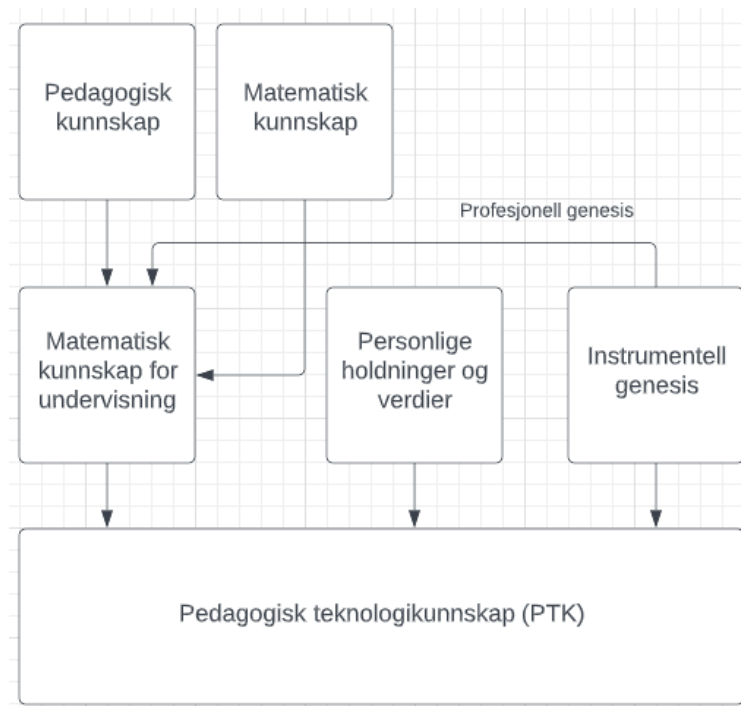 Pedagogisk
kunnskap
Matematisk
kunnskap
Profesjonell genesis
Matematisk
kunnskap for
undervisning
Personlige
holdninger og
verdier
Instrumentell
genesis
Pedagogisk teknologikunnskap (PTK)